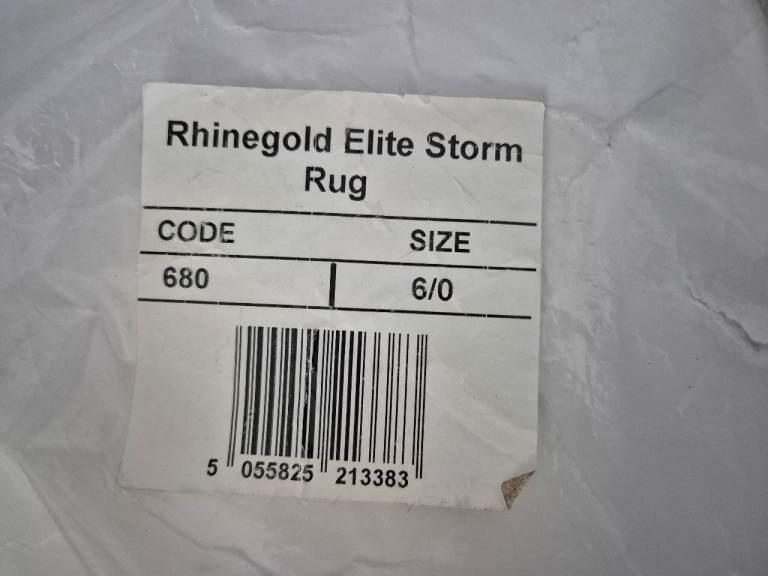 Rhinegold Elite Storm
Rug
CODE SIZE
680 6/0
5 055825 213383